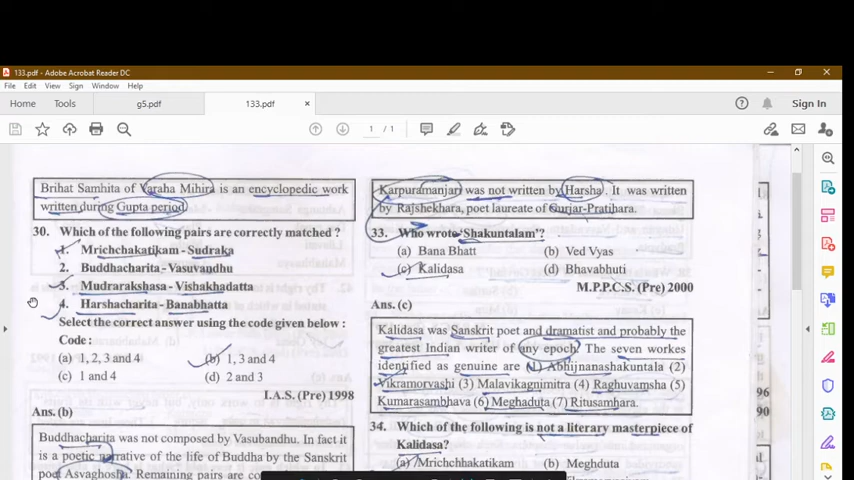 133.pdf - Adobe Acrobat Reader DC
File Edit View Sign Window Help
Home Tools g5.pdf 133.pdf × Sign In
1 / 1
Brihat Samhita of Varaha Mihira is an encyclopedic work
written during Gupta period
30. Which of the following pairs are correctly matched?
1. Mrichchakatikam - Sudraka
2. Buddhacharita - Vasuvandhu
3. Mudrarakshasa - Vishakhadatta
4. Harshacharita - Banabhatta
Select the correct answer using the code given below :
Code :
(a) 1, 2, 3 and 4 (b) 1, 3 and 4
(c) 1 and 4 (d) 2 and 3
I.A.S. (Pre) 1998
Ans. (b)
Buddhacharita was not composed by Vasubandhu. In fact it
is a poetic narrative of the life of Buddha by the Sanskrit
poet Asvaghosha. Remaining pairs are
Karpuramanjari was not written by Harsha. It was written
by Rajshekhara, poet laureate of Gurjar-Pratihara.
33. Who wrote 'Shakuntalam'?
(a) Bana Bhatt (b) Ved Vyas
(c) Kalidasa (d) Bhavabhuti
M.P.P.C.S. (Pre) 2000
Ans. (c)
Kalidasa was Sanskrit poet and dramatist and probably the
greatest Indian writer of any epoch. The seven workes
identified as genuine are (1) Abhijnanashakuntala (2)
Vikramorvashi (3) Malavikagnimitra (4) Raghuvamsha (5)
Kumarasambhava (6) Meghaduta (7) Ritusamhara.
34. Which of the following is not a literary masterpiece of
Kalidasa?
(a) Mrichchhakatikam (b) Meghduta
96
90